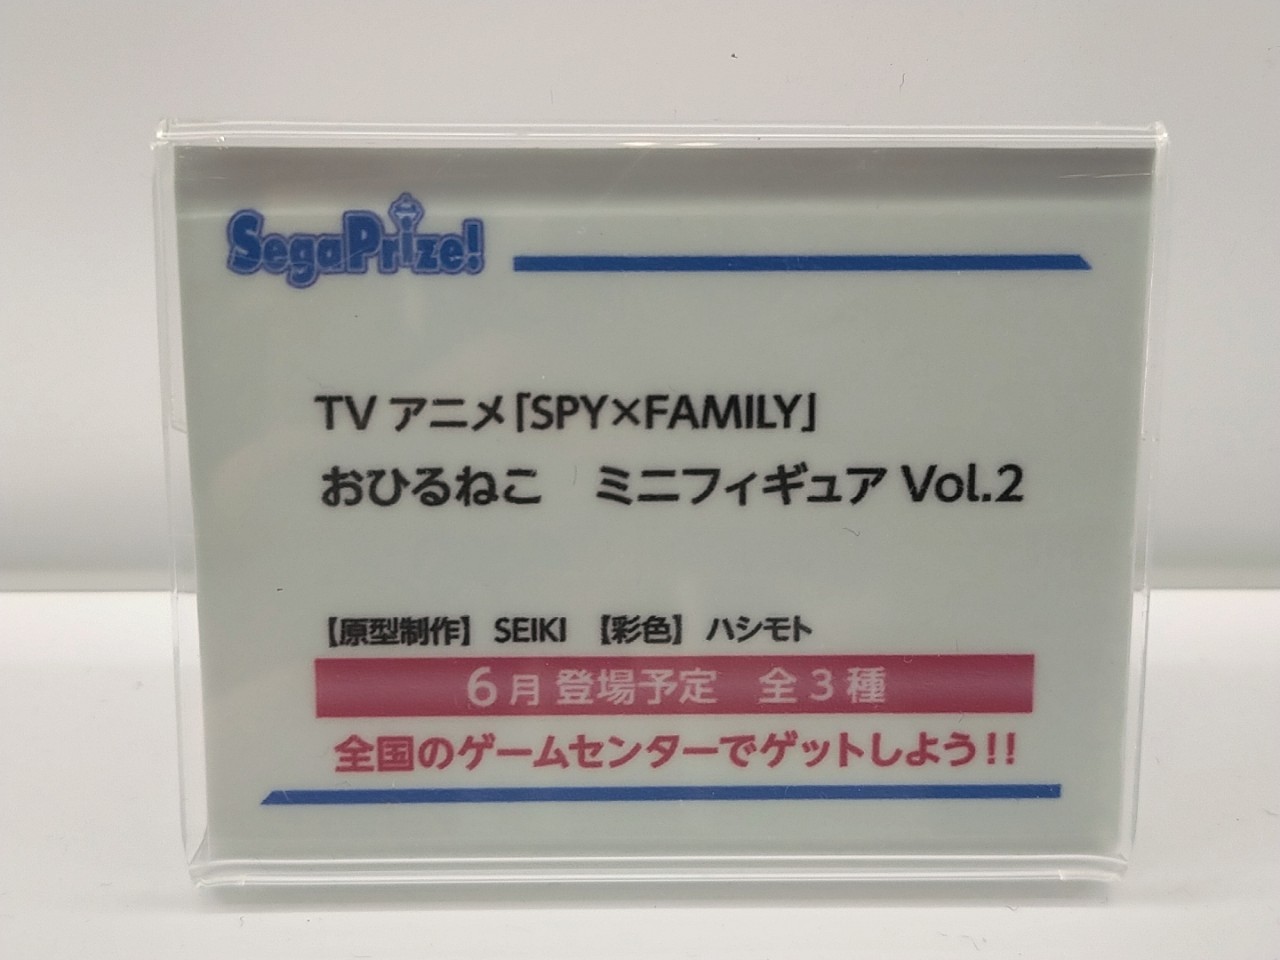 SegaPrize!
TV アニメ「SPY×FAMILY」
おひるねこ　ミニフィギュア Vol.2
【原型制作】 SEIKI 【彩色】 ハシモト
6月 登場予定　全3種
全国のゲームセンターでゲットしよう!!